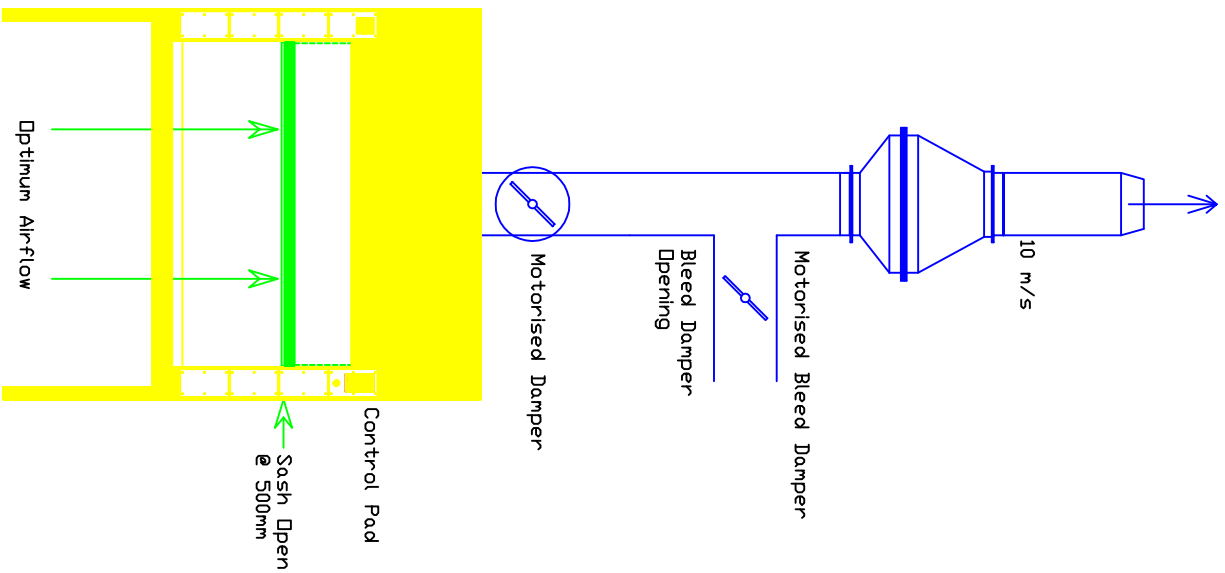 10 m/s
Motorised Bleed Damper
Bleed Damper
Opening
Motorised Damper
Control Pad
Sash Open
@ 500mm
Optimum Airflow